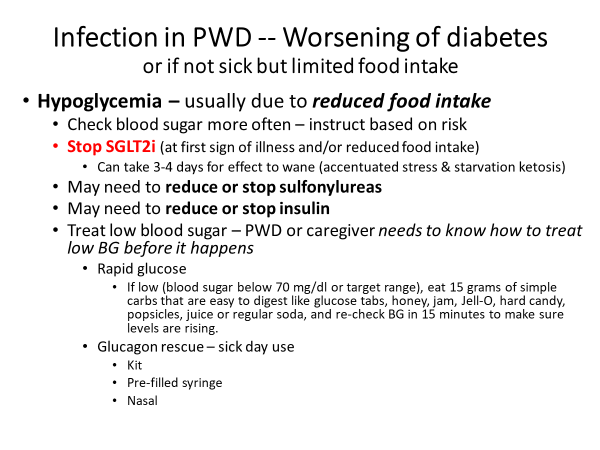 Infection in PWD -- Worsening of diabetes
or if not sick but limited food intake
• Hypoglycemia – usually due to reduced food intake
• Check blood sugar more often – instruct based on risk
• Stop SGLT2i (at first sign of illness and/or reduced food intake)
• Can take 3-4 days for effect to wane (accentuated stress & starvation ketosis)
• May need to reduce or stop sulfonylureas
• May need to reduce or stop insulin
• Treat low blood sugar – PWD or caregiver needs to know how to treat
low BG before it happens
• Rapid glucose
• If low (blood sugar below 70 mg/dl or target range), eat 15 grams of simple
carbs that are easy to digest like glucose tabs, honey, jam, Jell-O, hard candy,
popsicles, juice or regular soda, and re-check BG in 15 minutes to make sure
levels are rising.
• Glucagon rescue – sick day use
• Kit
• Pre-filled syringe
• Nasal